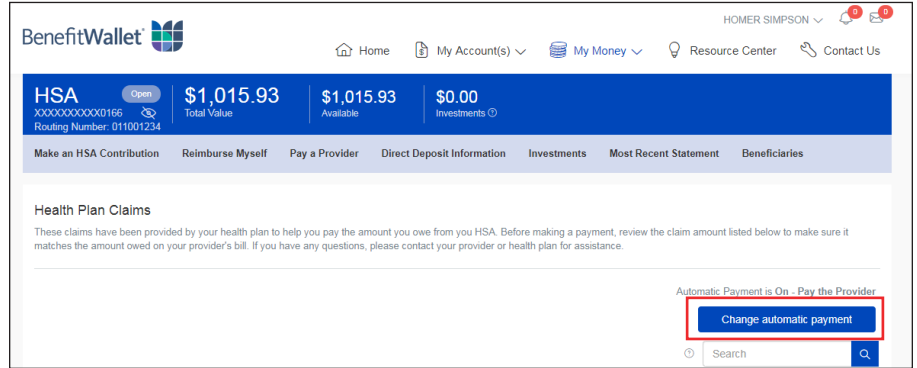 HOMER SIMPSON 0 0
BenefitWallet
Home My Account(s) My Money Resource Center Contact Us
HSA Open $1,015.93 $1,015.93 $0.00
XXXXXXXXXX0166 Total Value Available Investments ?
Routing Number: 011001234
Make an HSA Contribution Reimburse Myself Pay a Provider Direct Deposit Information Investments Most Recent Statement Beneficiaries
Health Plan Claims
These claims have been provided by your health plan to help you pay the amount you owe from you HSA. Before making a payment, review the claim amount listed below to make sure it
matches the amount owed on your provider's bill. If you have any questions, please contact your provider or health plan for assistance.
Automatic Payment is On - Pay the Provider
Change automatic payment
? Search